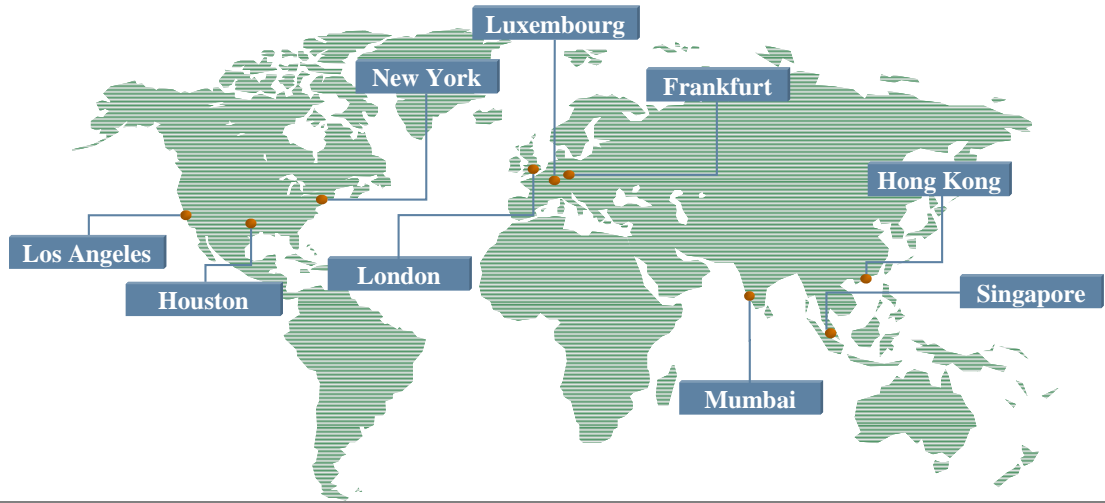 Luxembourg
New York
Frankfurt
Hong Kong
Los Angeles
London
Houston
Singapore
Mumbai